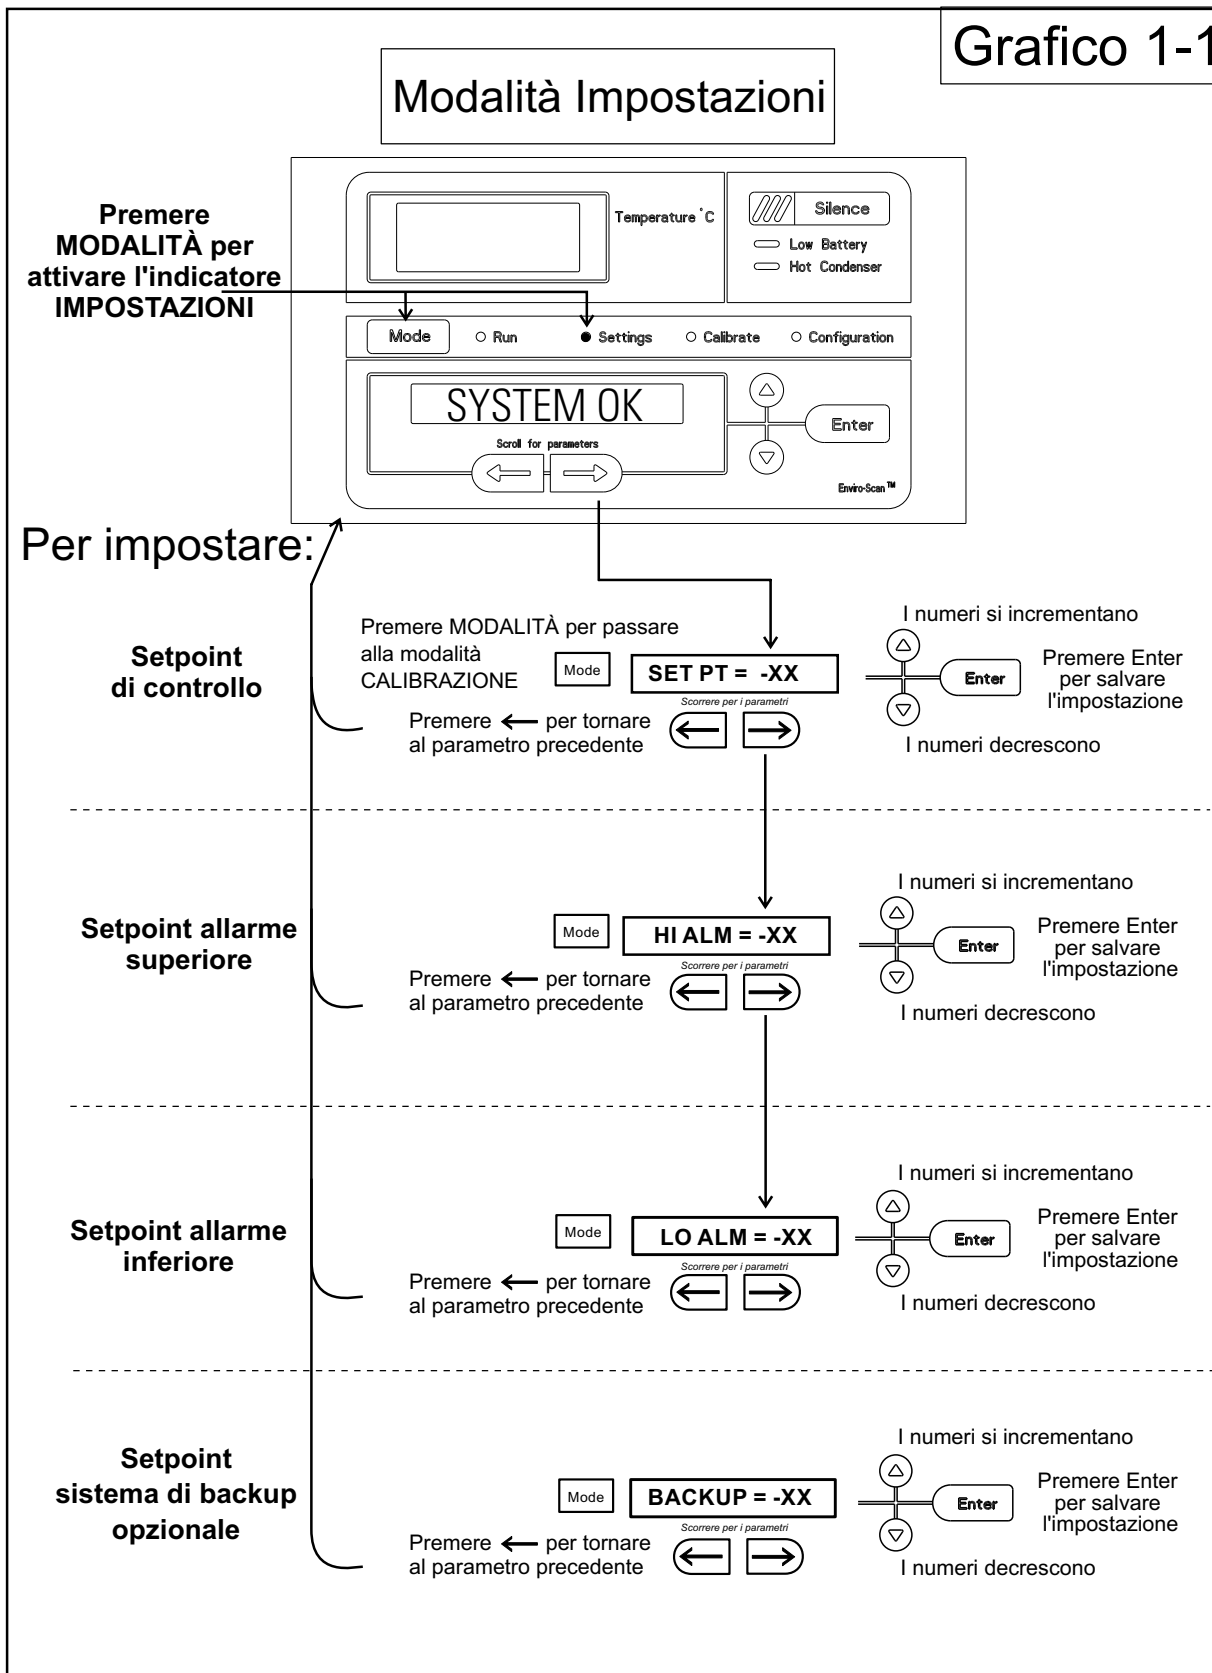 Grafico 1-1
Modalità Impostazioni
Premere
MODALITÀ per
attivare l'indicatore
IMPOSTAZIONI
Temperature °C
Silence
Low Battery
Hot Condenser
Mode
Run
Settings
Calibrate
Configuration
SYSTEM OK
Scroll for parameters
Enter
Enviro-Scan™
Per impostare:
Setpoint
di controllo
Premere MODALITÀ per passare
alla modalità
CALIBRAZIONE
Mode
SET PT = -XX
Scorrere per i parametri
Premere ← per tornare
al parametro precedente
I numeri si incrementano
Enter
Premere Enter
per salvare
l'impostazione
I numeri decrescono
Setpoint allarme
superiore
Mode
HI ALM = -XX
Scorrere per i parametri
Premere ← per tornare
al parametro precedente
I numeri si incrementano
Enter
Premere Enter
per salvare
l'impostazione
I numeri decrescono
Setpoint allarme
inferiore
Mode
LO ALM = -XX
Scorrere per i parametri
Premere ← per tornare
al parametro precedente
I numeri si incrementano
Enter
Premere Enter
per salvare
l'impostazione
I numeri decrescono
Setpoint
sistema di backup
opzionale
Mode
BACKUP = -XX
Scorrere per i parametri
Premere ← per tornare
al parametro precedente
I numeri si incrementano
Enter
Premere Enter
per salvare
l'impostazione
I numeri decrescono